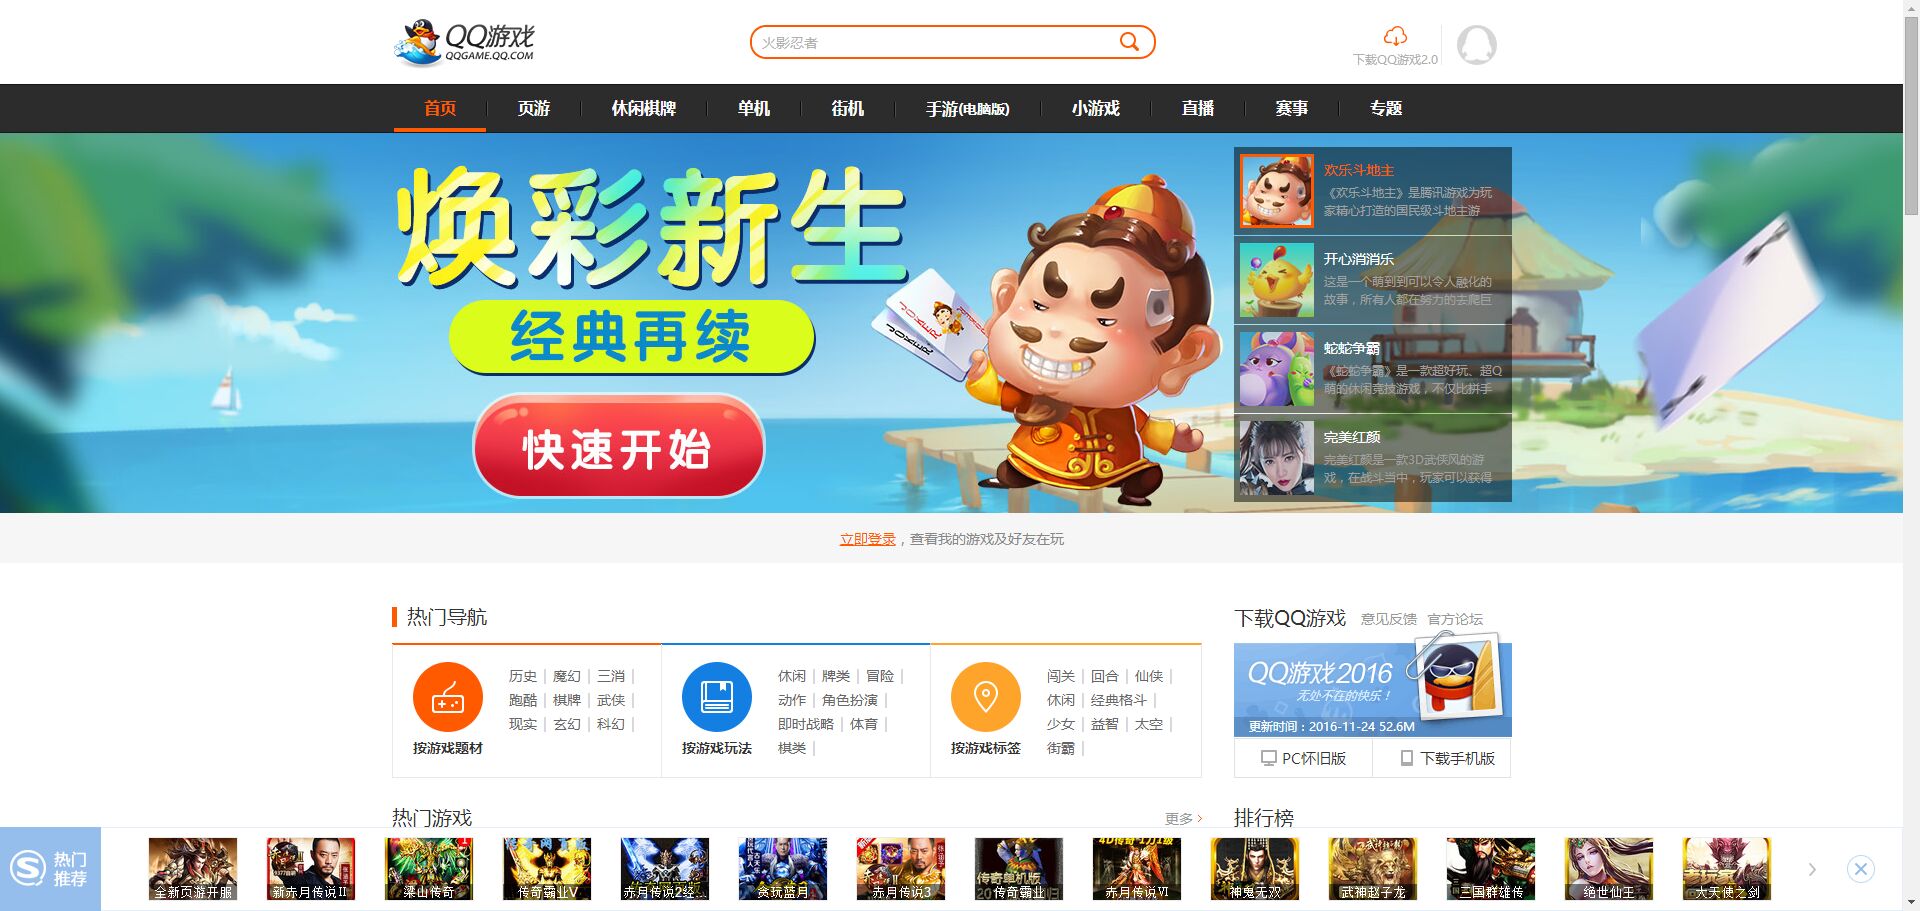 QQ游戏
QQGAME.QQ.COM
火影忍者
下载QQ游戏2.0
首页
页游
休闲棋牌
单机
街机
手游(电脑版)
小游戏
直播
赛事
专题
焕彩新生
经典再续
快速开始
JOKER
JOKER
欢乐斗地主
《欢乐斗地主》是腾讯游戏为玩
家精心打造的国民级斗地主游
开心消消乐
这是一个萌到到可以令人融化的
故事，所有人都在努力的去爬巨
蛇蛇争霸
《蛇蛇争霸》是一款超好玩、超Q
萌的休闲竞技游戏，不仅比拼手
完美红颜
完美红颜是一款3D武侠风的游
戏，在战斗当中，玩家可以获得
立即登录，查看我的游戏及好友在玩
热门导航
按游戏题材
历史 | 魔幻 | 三消 |
跑酷 | 棋牌 | 武侠 |
现实 | 玄幻 | 科幻 |
按游戏玩法
休闲 | 牌类 | 冒险 |
动作 | 角色扮演 |
即时战略 | 体育 |
棋类 |
按游戏标签
闯关 | 回合 | 仙侠 |
休闲 | 经典格斗 |
少女 | 益智 | 太空 |
街霸 |
下载QQ游戏
意见反馈
官方论坛
QQ游戏2016
无处不在的快乐！
更新时间：2016-11-24 52.6M
PC怀旧版
下载手机版
热门游戏
更多
排行榜
热门
推荐
全新页游开服
新赤月传说II
梁山传奇
传奇霸业V
赤月传说2经...
贪玩蓝月
赤月传说3
传奇霸业
赤月传说VI
神鬼无双
武神赵子龙
三国群雄传
绝世仙王
大天使之剑